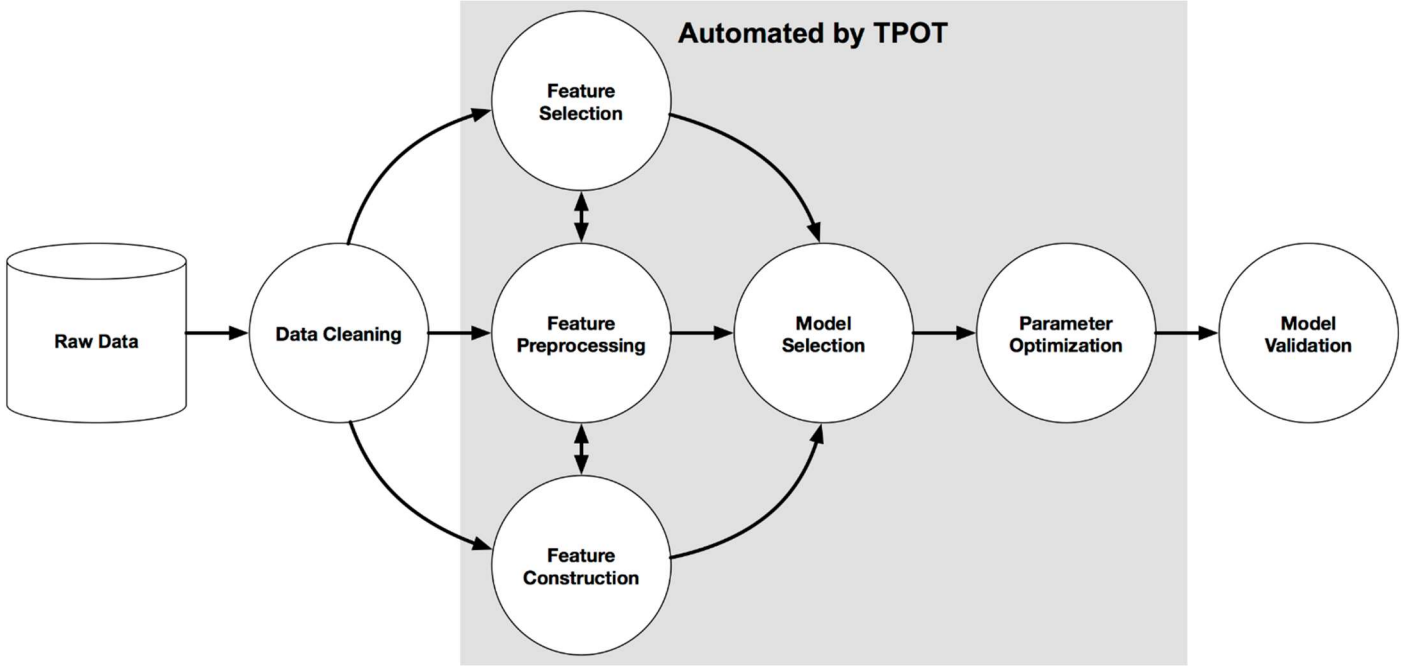 Automated by TPOT
Feature
Selection
Raw Data
Data Cleaning
Feature
Preprocessing
Model
Selection
Parameter
Optimization
Model
Validation
Feature
Construction